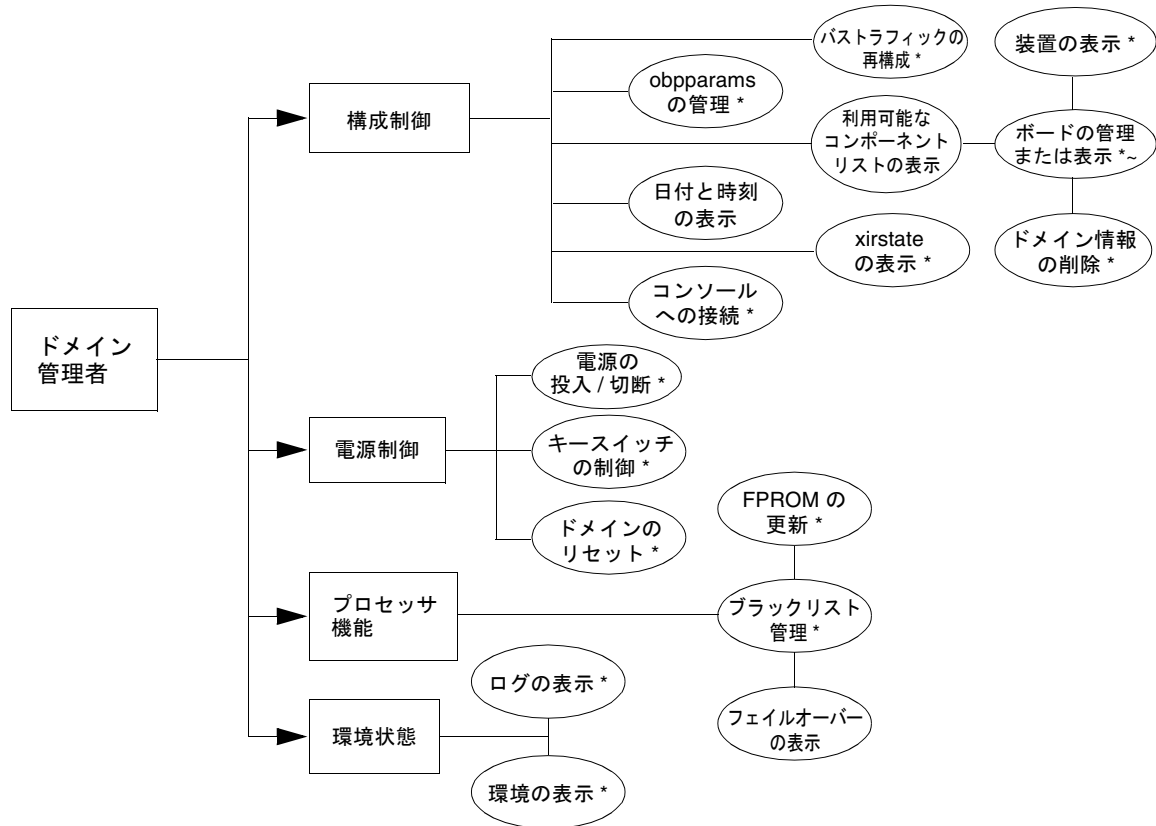 バストラフィックの
再構成 *
装置の表示 *
obpparams
の管理 *
構成制御
利用可能な
コンポーネント
リストの表示
ボードの管理
または表示 *~
日付と時刻
の表示
xirstate
の表示 *
ドメイン情報
の削除 *
コンソール
への接続 *
ドメイン
管理者
電源の
投入 / 切断 *
電源制御
キースイッチ
の制御 *
ドメインの
リセット *
FPROM の
更新 *
プロセッサ
機能
ブラックリスト
管理 *
ログの表示 *
フェイルオーバー
の表示
環境状態
環境の表示 *